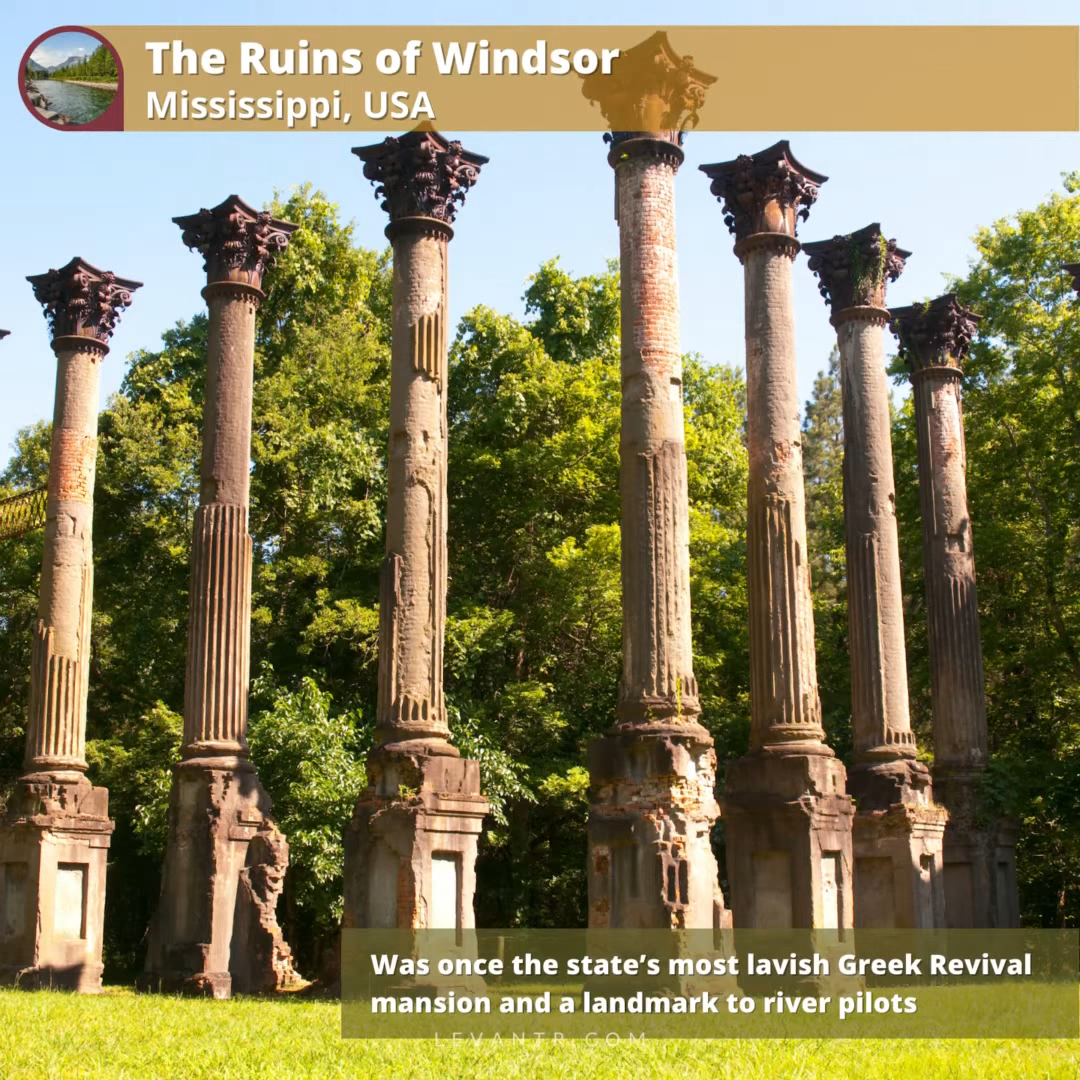 The Ruins of Windsor
Mississippi, USA
Was once the state's most lavish Greek Revival
mansion and a landmark to river pilots
LEVANTR.COM